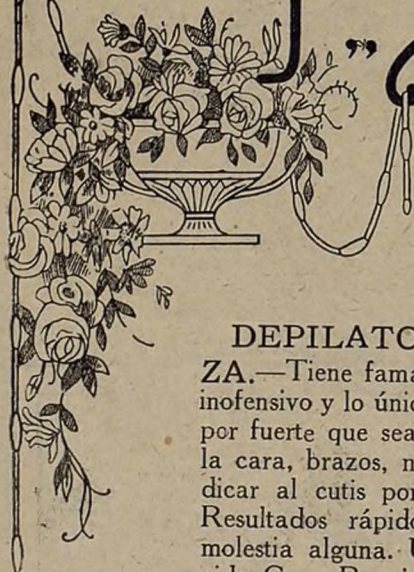 ”
DEPILATO
ZA.—Tiene fama
inofensivo y lo únic
por fuerte que sea
la cara, brazos, m
dicar al cutis por
Resultados rápido
molestia alguna. U